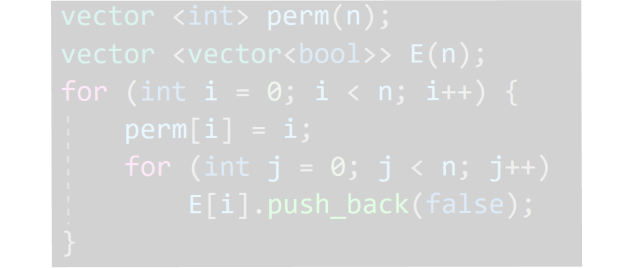 vector <int> perm(n);
vector <vector<bool>> E(n);
for (int i = 0; i < n; i++) {
    perm[i] = i;
    for (int j = 0; j < n; j++)
        E[i].push_back(false);
}